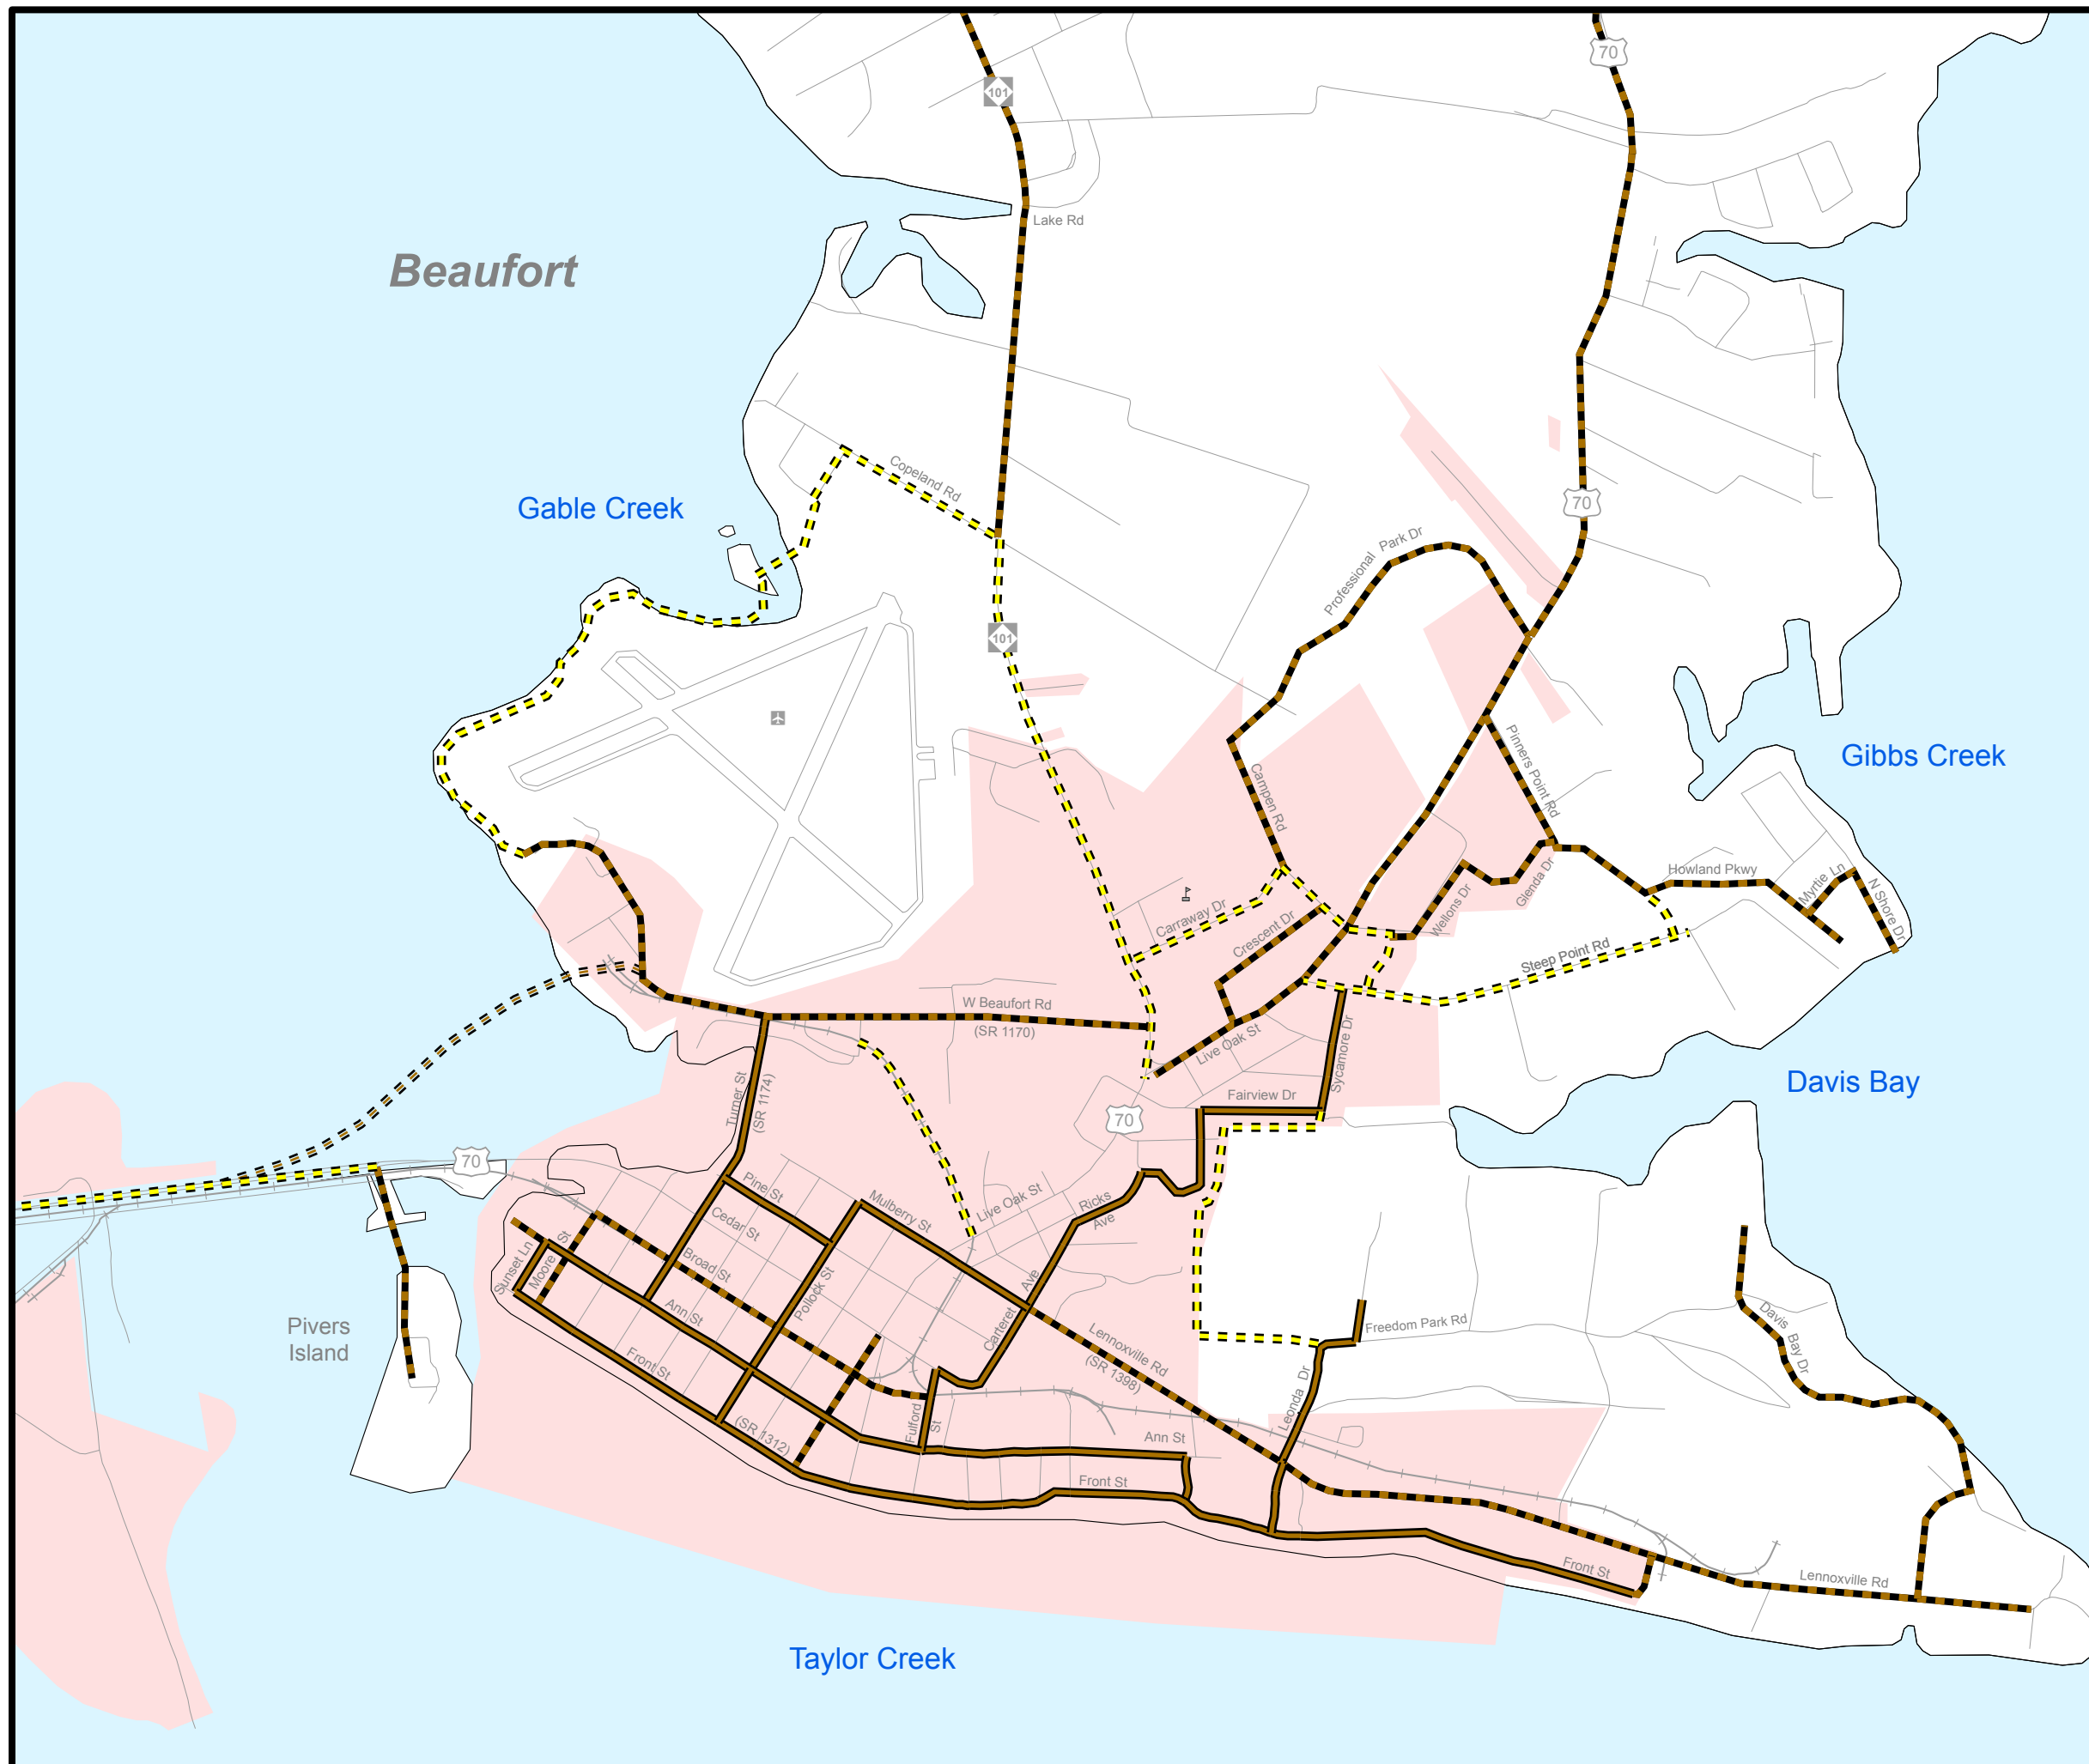 70
101
Lake Rd
Beaufort
Copeland Rd
Gable Creek
70
Professional Park Dr
101
Pinners Point Rd
Gibbs Creek
Campen Rd
Howland Pkwy
Myrtle Ln
N Shore Dr
Glenda Dr
Wellons Dr
Carraway Dr
Crescent Dr
Steep Point Rd
W Beaufort Rd
(SR 1170)
Live Oak St
Sycamore Dr
Fairview Dr
Davis Bay
Turner St
(SR 1174)
70
70
Pine St
Mulberry St
Live Oak St
Ricks
Ave
Cedar St
Sunset Ln
Moore St
Broad St
Pollock St
Carteret Ave
Ann St
Pivers
Island
Lennoxville Rd
(SR 1398)
Freedom Park Rd
Davis Bay Dr
Front St
Leonda Dr
Fulford
St
(SR 1312)
Ann St
Front St
Front St
Lennoxville Rd
Taylor Creek